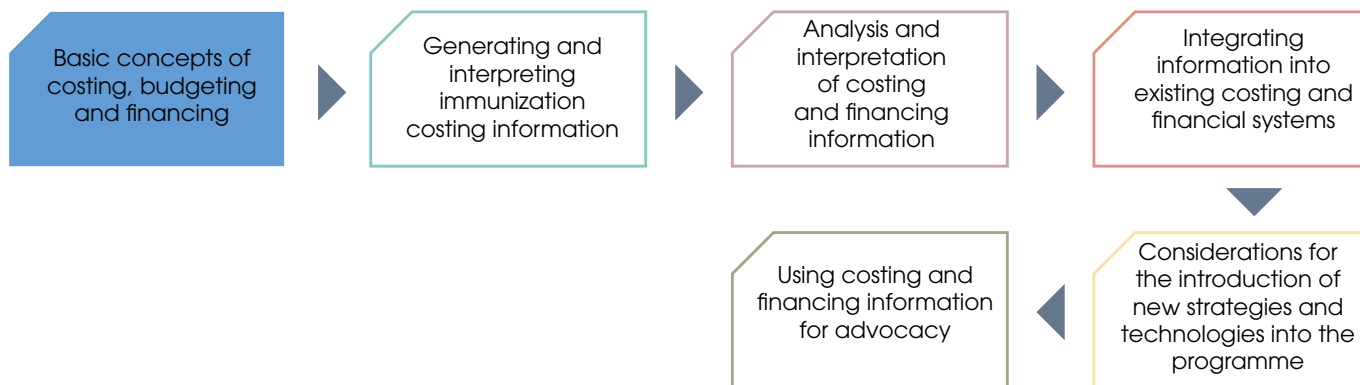 Basic concepts of
costing, budgeting
and financing
Generating and
interpreting
immunization
costing information
Analysis and
interpretation
of costing
and financing
information
Integrating
information into
existing costing and
financial systems
Considerations for
the introduction of
new strategies and
technologies into the
programme
Using costing and
financing information
for advocacy